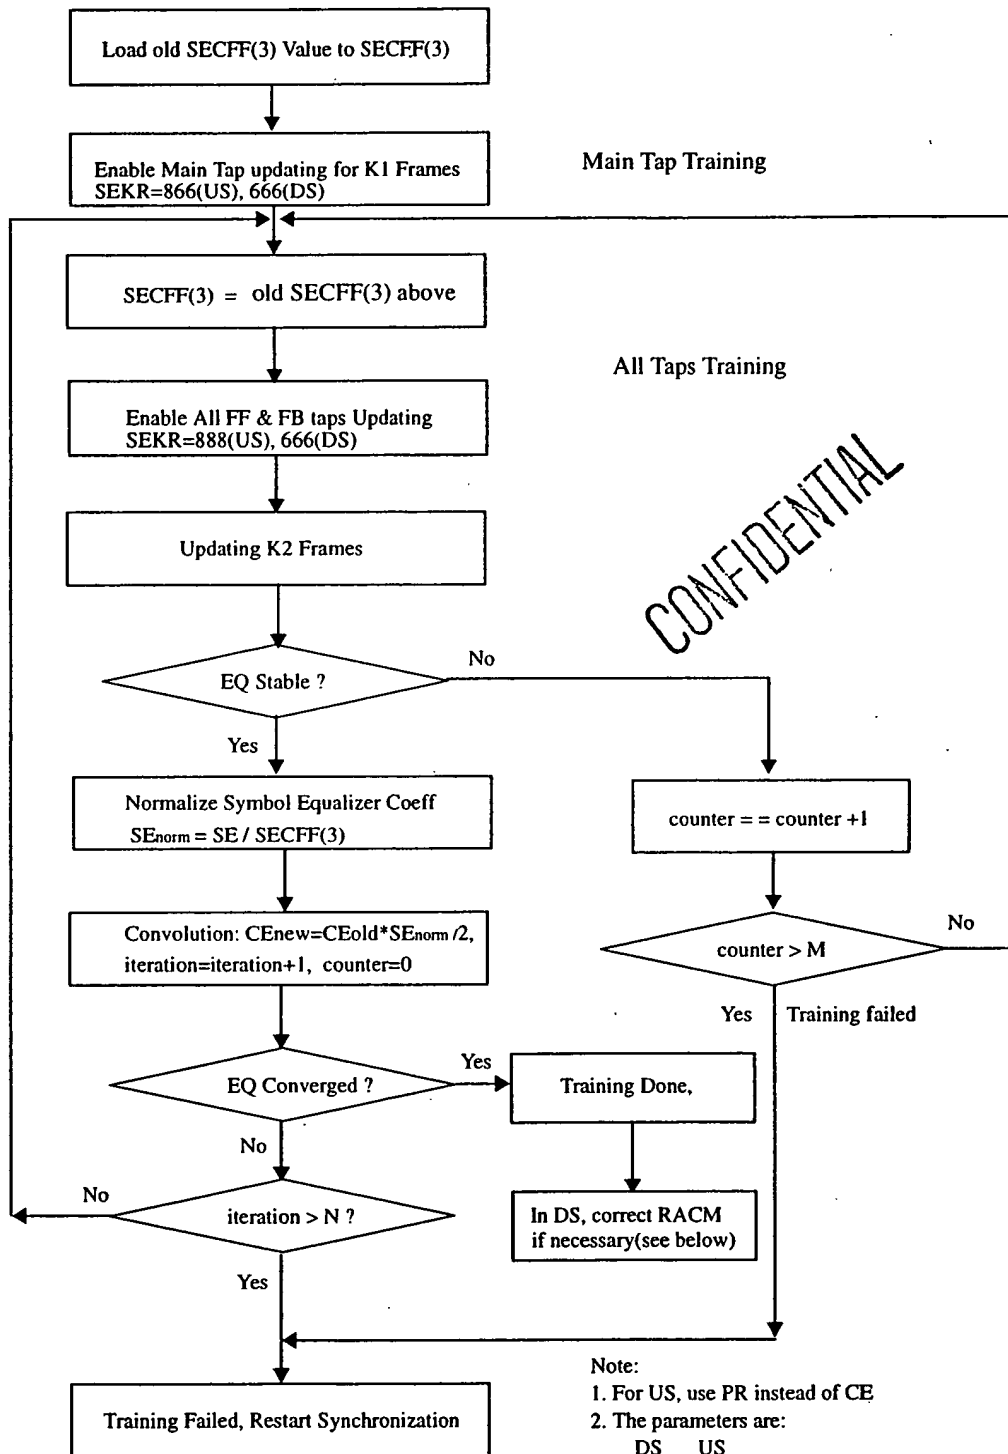 Load old SECFF(3) Value to SECFF(3)
Enable Main Tap updating for K1 Frames
SEKR=866(US), 666(DS)
Main Tap Training
SECFF(3) = old SECFF(3) above
All Taps Training
Enable All FF & FB taps Updating
SEKR=888(US), 666(DS)
CONFIDENTIAL
Updating K2 Frames
EQ Stable ?
No
Yes
Normalize Symbol Equalizer Coeff
SEnorm = SE / SECFF(3)
counter = = counter +1
Convolution: CEnew=CEold*SEnorm /2,
iteration=iteration+1, counter=0
counter > M
No
Yes
Training failed
EQ Converged ?
Yes
Training Done,
No
No
iteration > N ?
In DS, correct RACM
if necessary(see below)
Yes
Training Failed, Restart Synchronization
Note:
1. For US, use PR instead of CE
2. The parameters are:
DS US